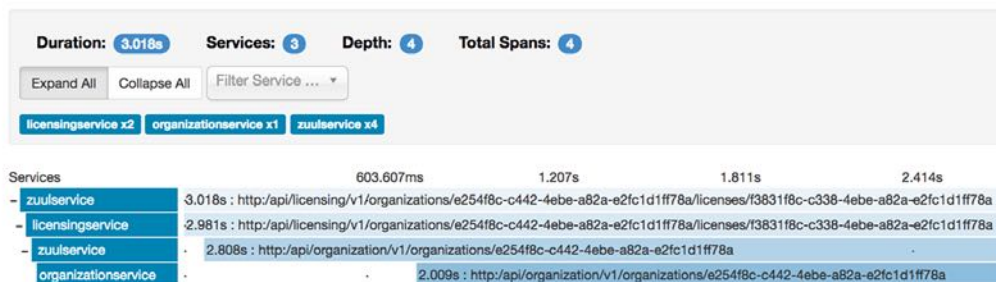 Duration: 3.018s Services: 3 Depth: 4 Total Spans: 4
Expand All Collapse All Filter Service ...
licensingservice x2 organizationservice x1 zuulservice x4
Services 603.607ms 1.207s 1.811s 2.414s
- zuulservice ·3.018s : http:/api/licensing/v1/organizations/e254f8c-c442-4ebe-a82a-e2fc1d1ff78a/licenses/f3831f8c-c338-4ebe-a82a-e2fc1d1ff78a
- licensingservice ·2.981s : http:/api/licensing/v1/organizations/e254f8c-c442-4ebe-a82a-e2fc1d1ff78a/licenses/f3831f8c-c338-4ebe-a82a-e2fc1d1ff78a
- zuulservice · 2.808s : http:/api/organization/v1/organizations/e254f8c-c442-4ebe-a82a-e2fc1d1ff78a ·
organizationservice · · 2.009s : http:/api/organization/v1/organizations/e254f8c-c442-4ebe-a82a-e2fc1d1ff78a